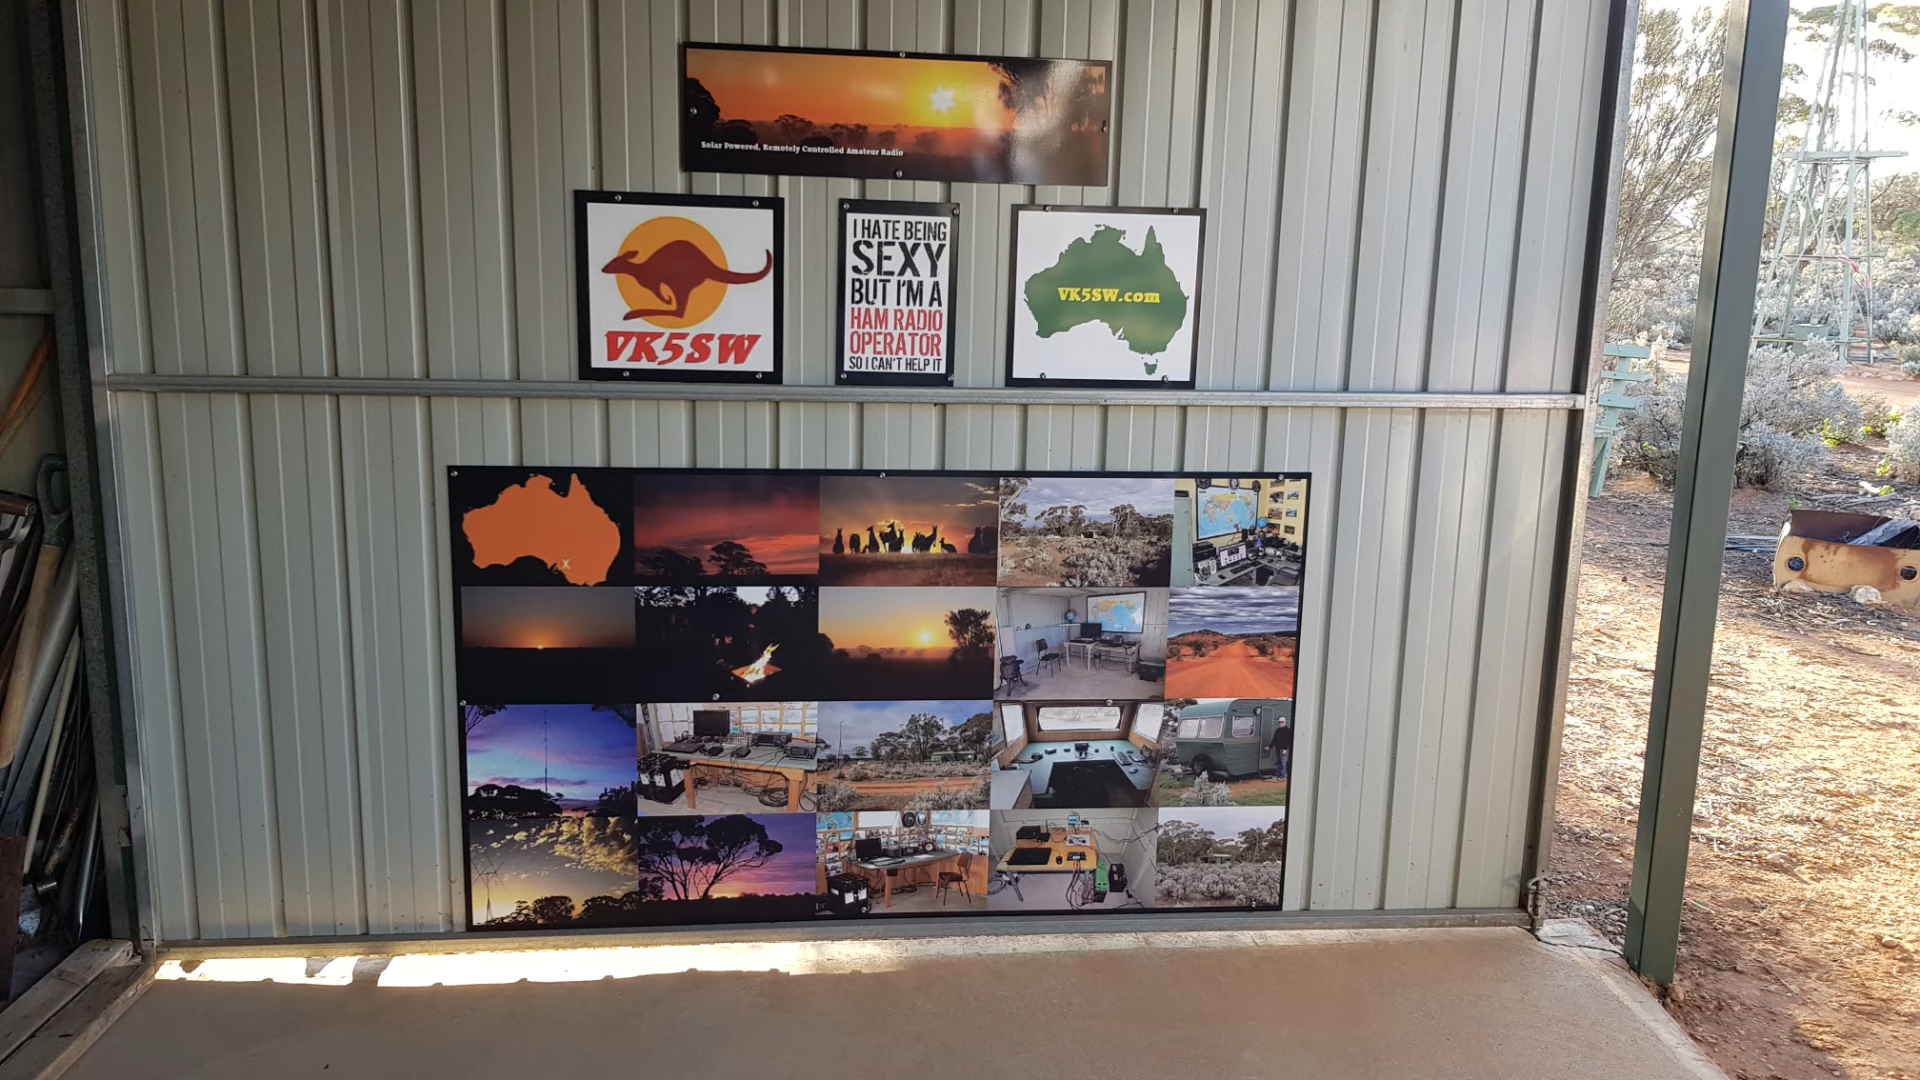 Solar Powered, Remotely Controlled Amateur Radio
VK5SW
I HATE BEING
SEXY
BUT I'M A
HAM RADIO
OPERATOR
SO I CAN'T HELP IT
VK5SW.com
X